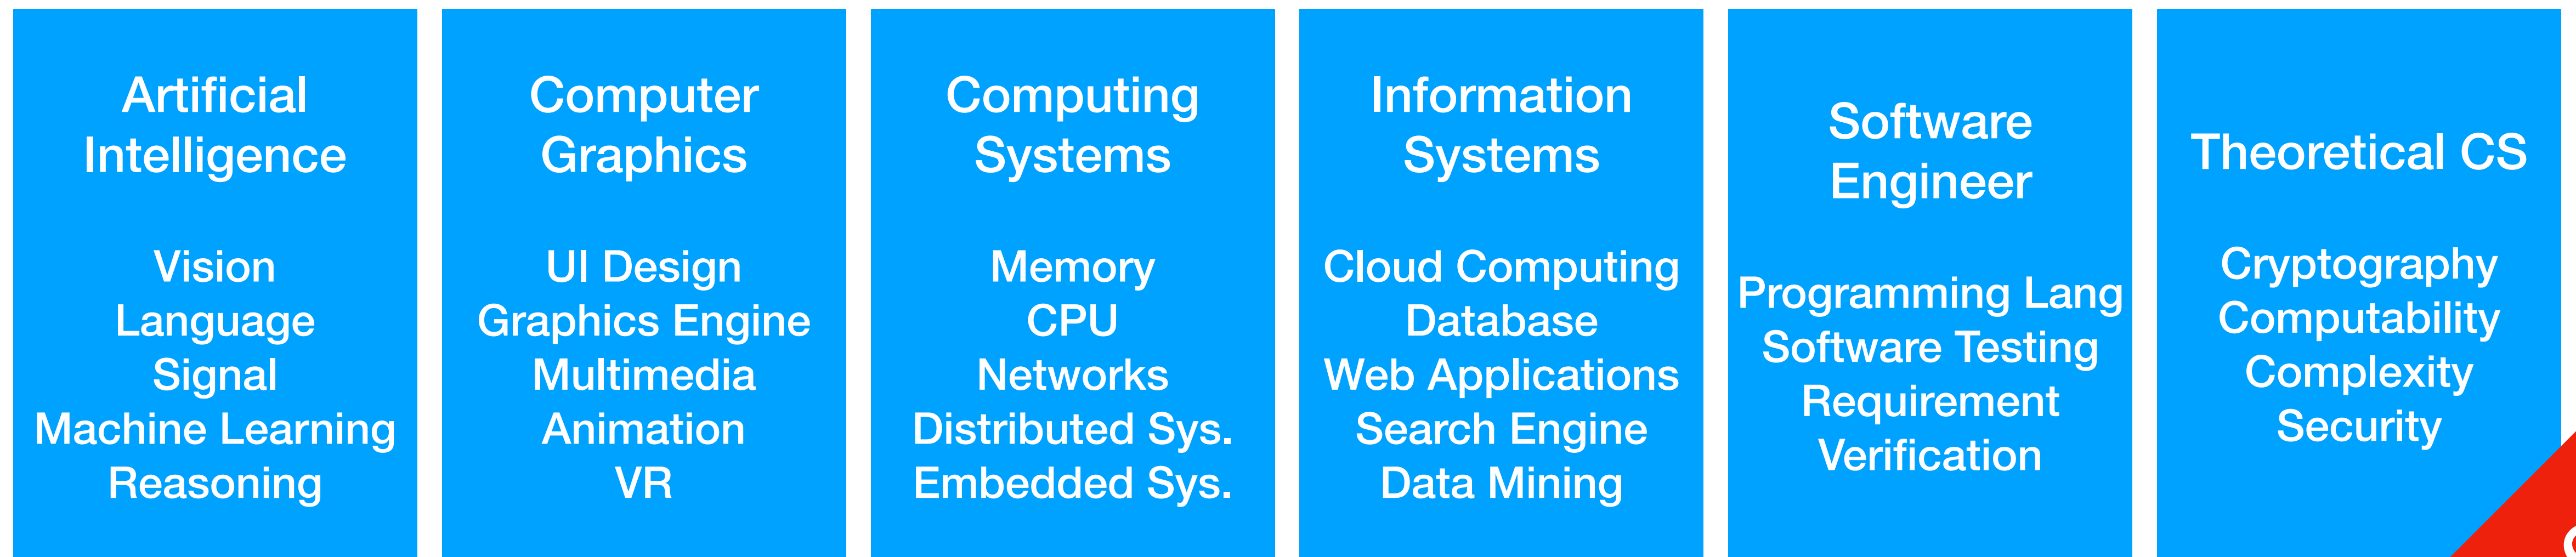 Artificial
Intelligence
Vision
Language
Signal
Machine Learning
Reasoning
Computer
Graphics
UI Design
Graphics Engine
Multimedia
Animation
VR
Computing
Systems
Memory
CPU
Networks
Distributed Sys.
Embedded Sys.
Information
Systems
Cloud Computing
Database
Web Applications
Search Engine
Data Mining
Software
Engineer
Programming Lang
Software Testing
Requirement
Verification
Theoretical CS
Cryptography
Computability
Complexity
Security